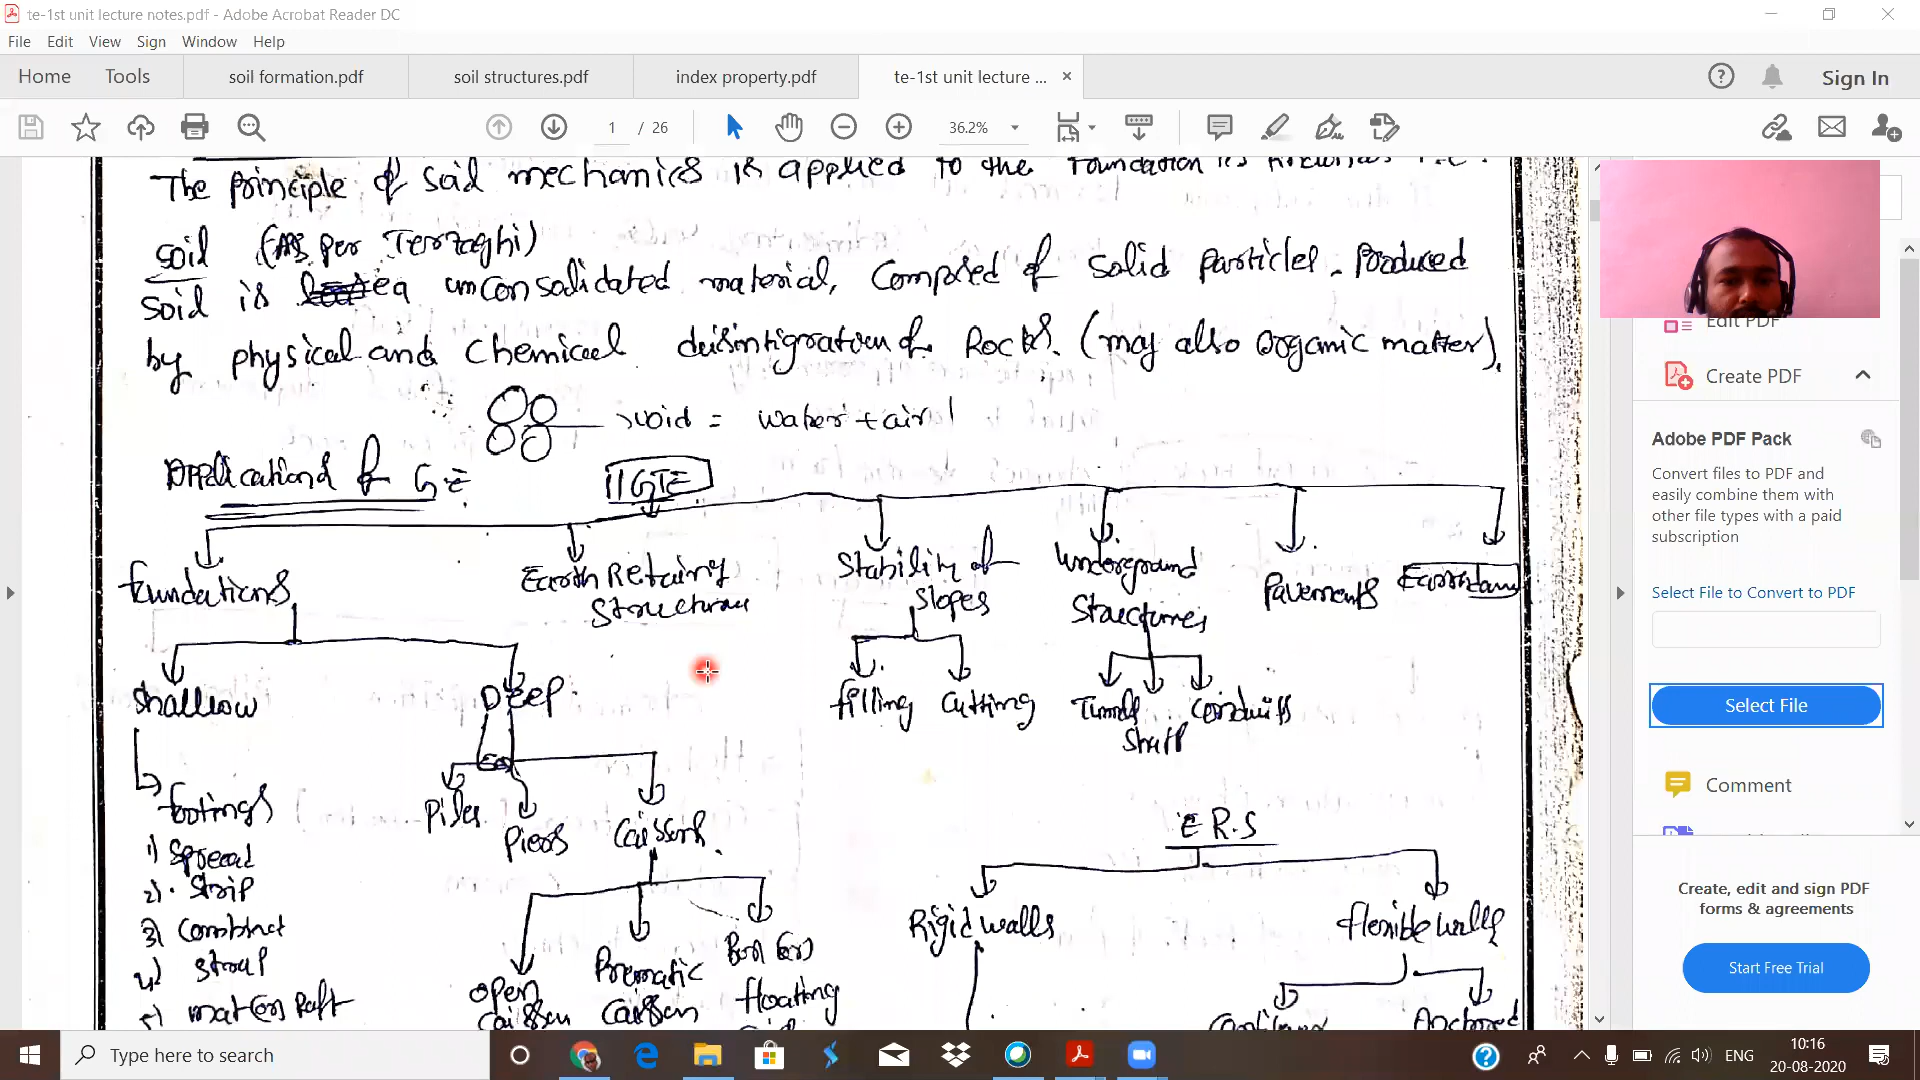 te-1st unit lecture notes.pdf - Adobe Acrobat Reader DC
File Edit View Sign Window Help
Home Tools soil formation.pdf soil structures.pdf index property.pdf te-1st unit lecture ... × Sign In
1 / 26 36.2%
The principle of soil mechanics is applied to the foundation is
soil (As per Terzaghi)
soil is unconsolidated material, composed of solid particles. Produced
by physical and chemical of Rocks. (may also organic matter).
void = water + air
Applications of G.E
GTE
foundations
Earth Retaining
structures
Stability of
slopes
underground
structures
Pavements
Earthdam
shallow
Deep
filling cutting
Tunnels
shaft
conduits
footings
1) spread
2) strip
3) combined
4) strap
5) mat (or) Raft
Piles
Piers
Caissons
open
caisson
Pnematic
caisson
Box (or)
floating
E.R.S
Rigid walls
flexible walls
Anchored
Edit PDF
Create PDF
Adobe PDF Pack
Convert files to PDF and
easily combine them with
other file types with a paid
subscription
Select File to Convert to PDF
Select File
Comment
Create, edit and sign PDF
forms & agreements
Start Free Trial
Type here to search
ENG
10:16
20-08-2020